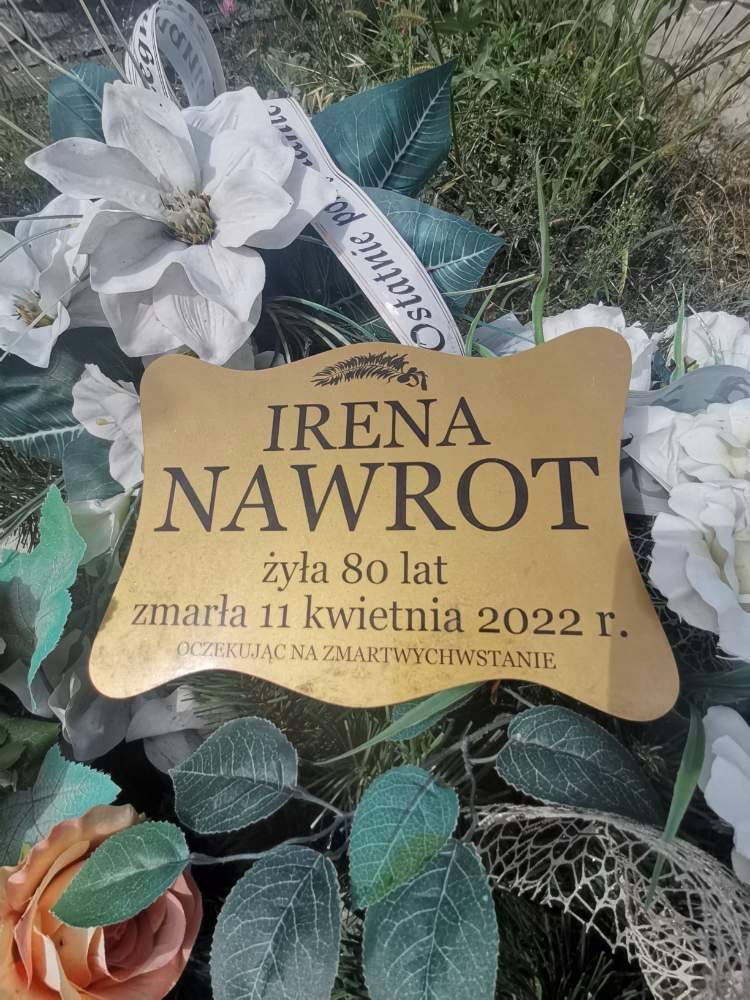 Ostatnie
IRENA
NAWROT
żyła 80 lat
zmarła 11 kwietnia 2022 r.
OCZEKUJĄC NA ZMARTWYCHWSTANIE